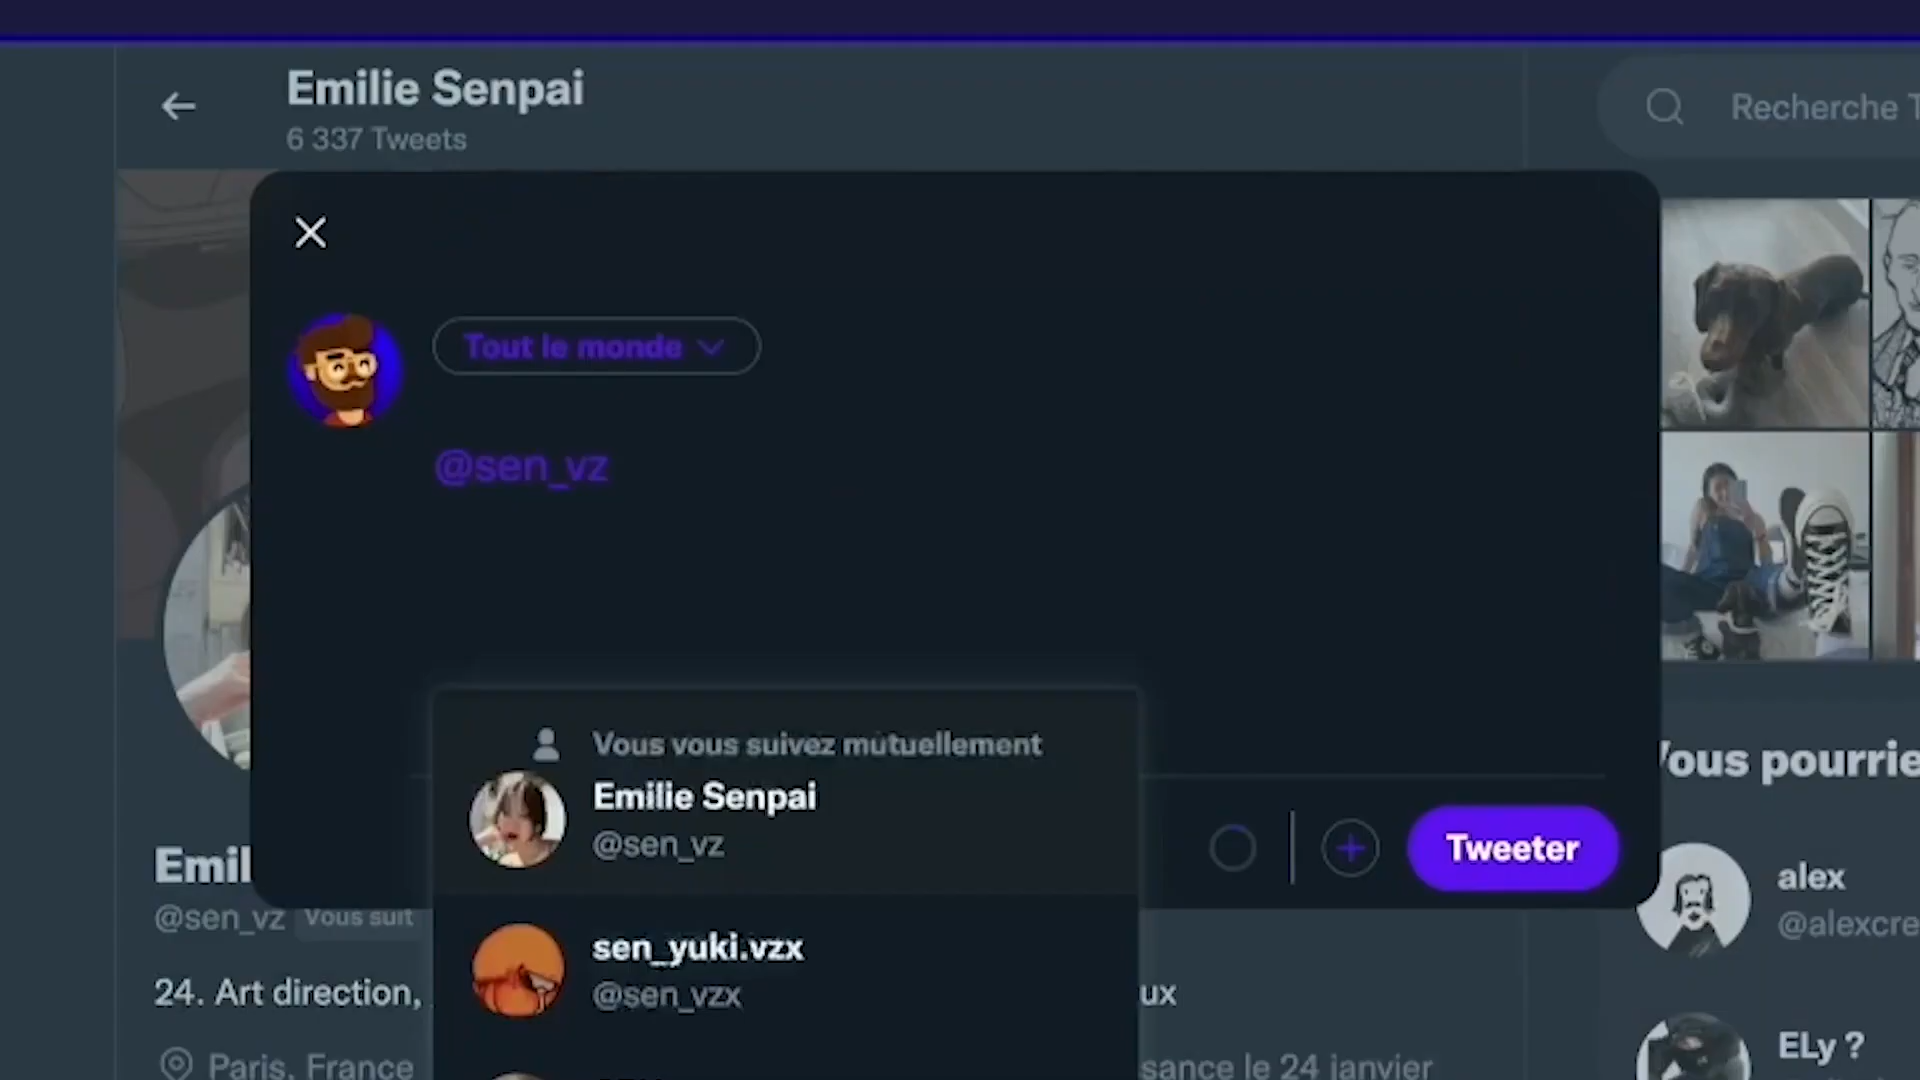 Emilie Senpai
6 337 Tweets
Recherche T
Tout le monde
@sen_vz
Vous vous suivez mutuellement
Emilie Senpai
@sen_vz
sen_yuki.vzx
@sen_vzx
Tweeter
Emil
@sen_vz Vous suit
24. Art direction,
ux
Paris, France
sance le 24 janvier
Vous pourrie
alex
@alexcre
ELy ?